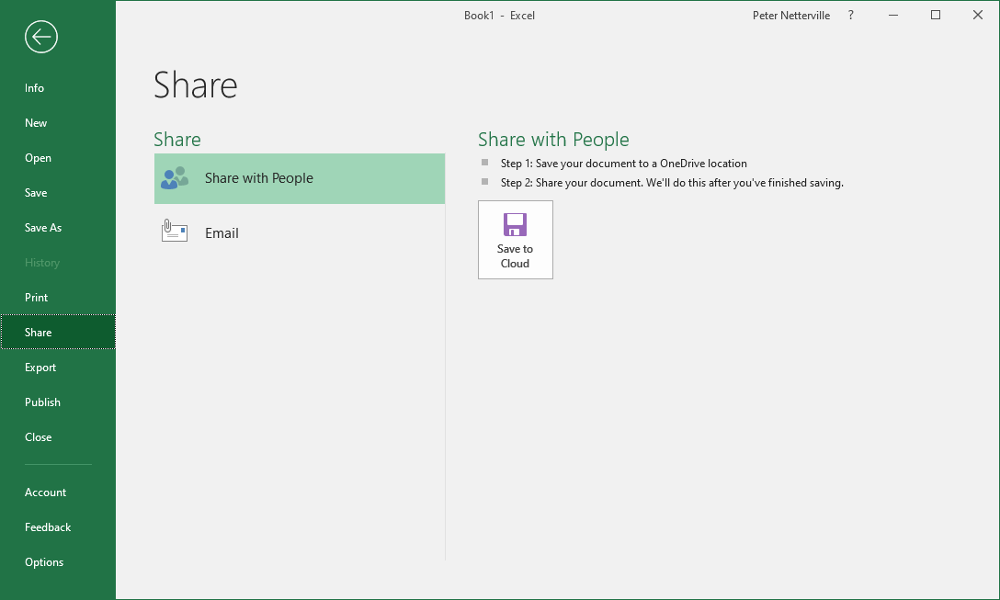 Book1 - Excel
Peter Netterville
?
Info
New
Open
Save
Save As
History
Print
Share
Export
Publish
Close
Account
Feedback
Options
Share
Share
Share with People
Email
Share with People
Step 1: Save your document to a OneDrive location
Step 2: Share your document. We'll do this after you've finished saving.
Save to
Cloud